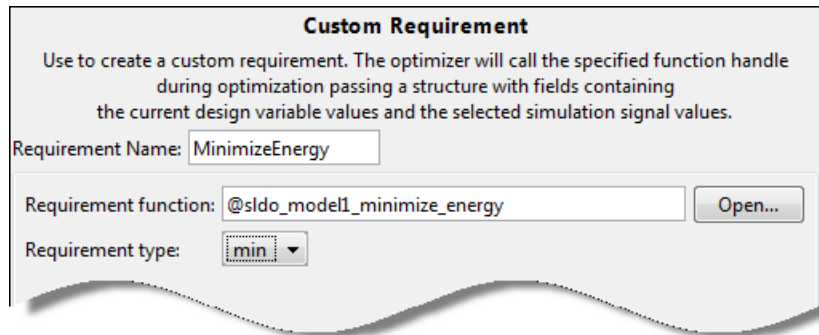 Custom Requirement
Use to create a custom requirement. The optimizer will call the specified function handle
during optimization passing a structure with fields containing
the current design variable values and the selected simulation signal values.
Requirement Name: MinimizeEnergy
Requirement function: @sldo_model1_minimize_energy Open...
Requirement type: min